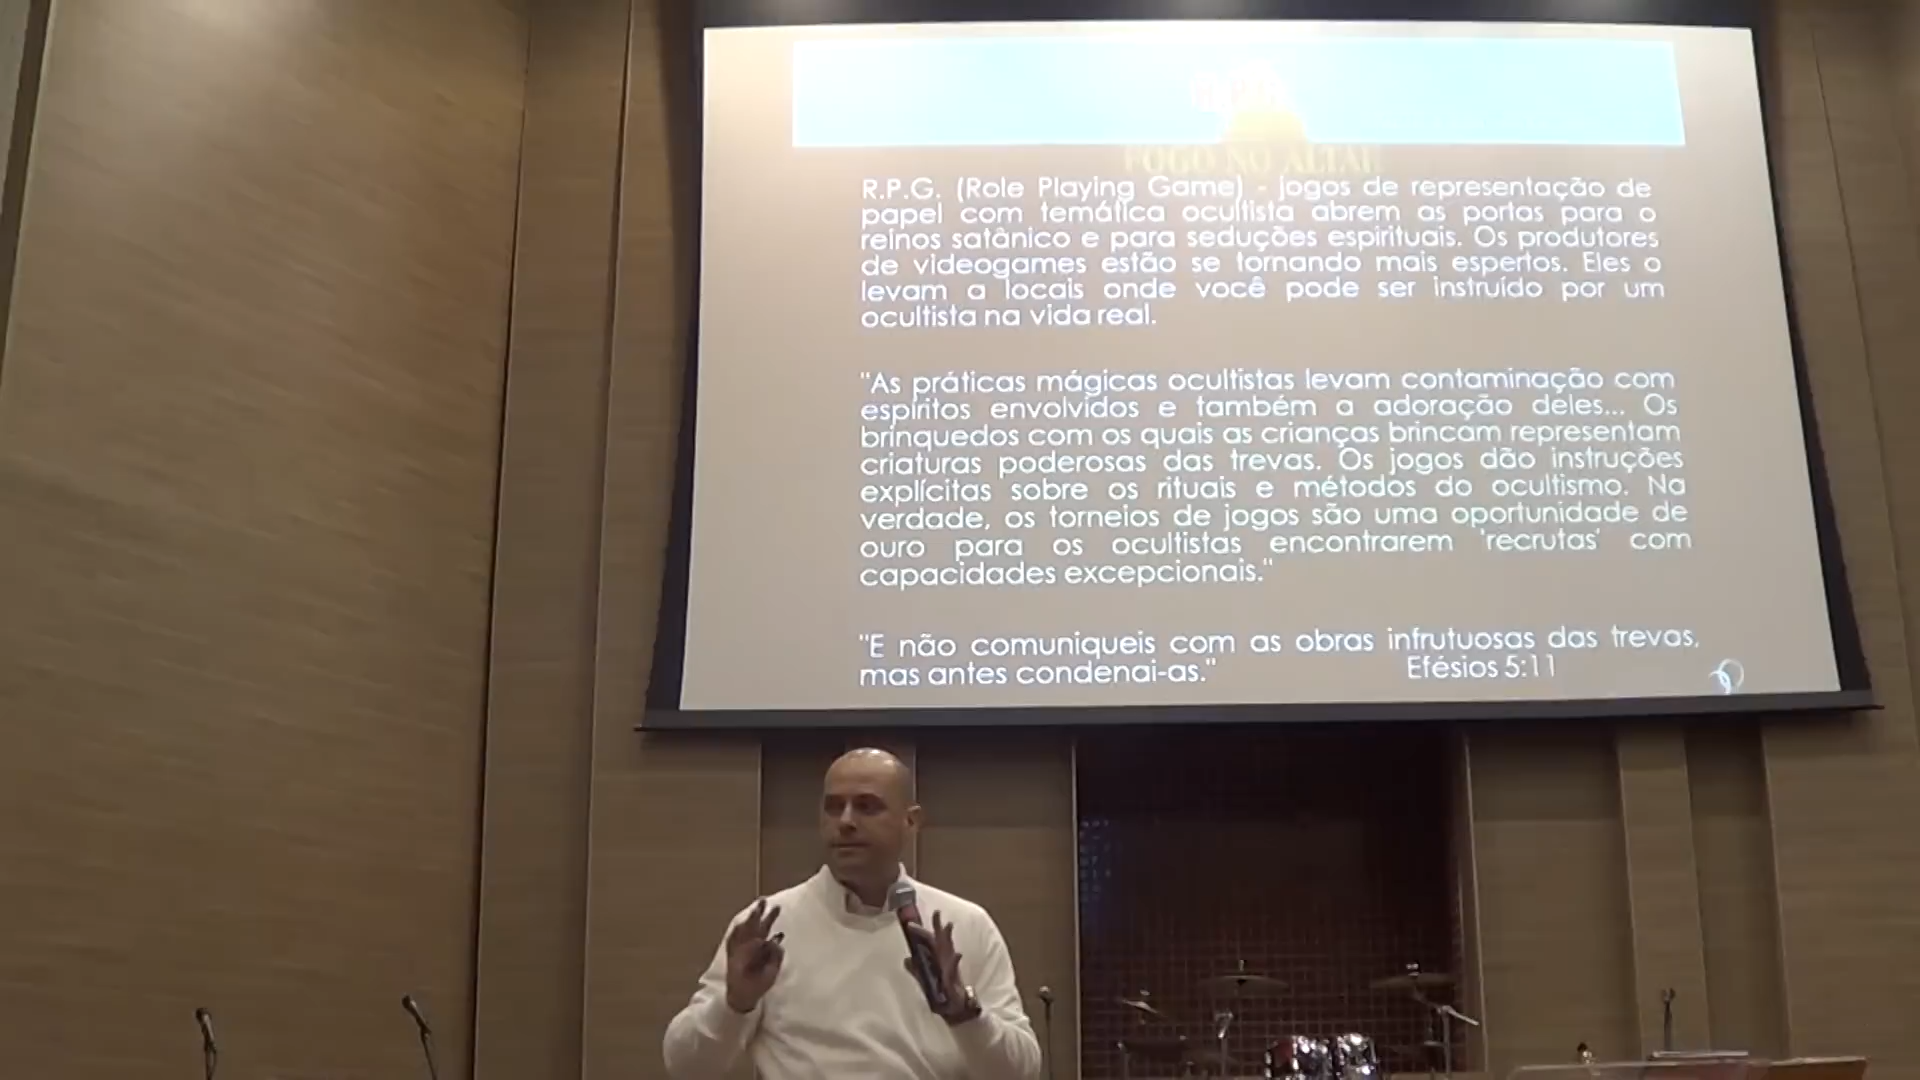 FOGO NO ALTAR
R.P.G. (Role Playing Game) - jogos de representação de
papel com temática ocultista abrem as portas para o
reinos satânico e para seduções espirituais. Os produtores
de videogames estão se tornando mais espertos. Eles o
levam a locais onde você pode ser instruído por um
ocultista na vida real.
"As práticas mágicas ocultistas levam contaminação com
espíritos envolvidos e também a adoração deles... Os
brinquedos com os quais as crianças brincam representam
criaturas poderosas das trevas. Os jogos dão instruções
explícitas sobre os rituais e métodos do ocultismo. Na
verdade, os torneios de jogos são uma oportunidade de
ouro para os ocultistas encontrarem 'recrutas' com
capacidades excepcionais."
"E não comuniqueis com as obras infrutuosas das trevas,
mas antes condenai-as." Efésios 5:11